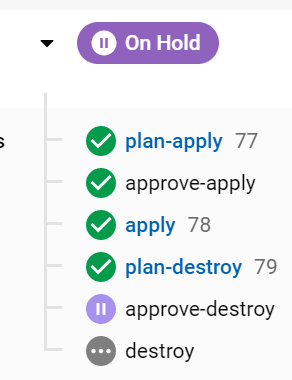 On Hold
s
plan-apply 77
approve-apply
apply 78
plan-destroy 79
approve-destroy
destroy